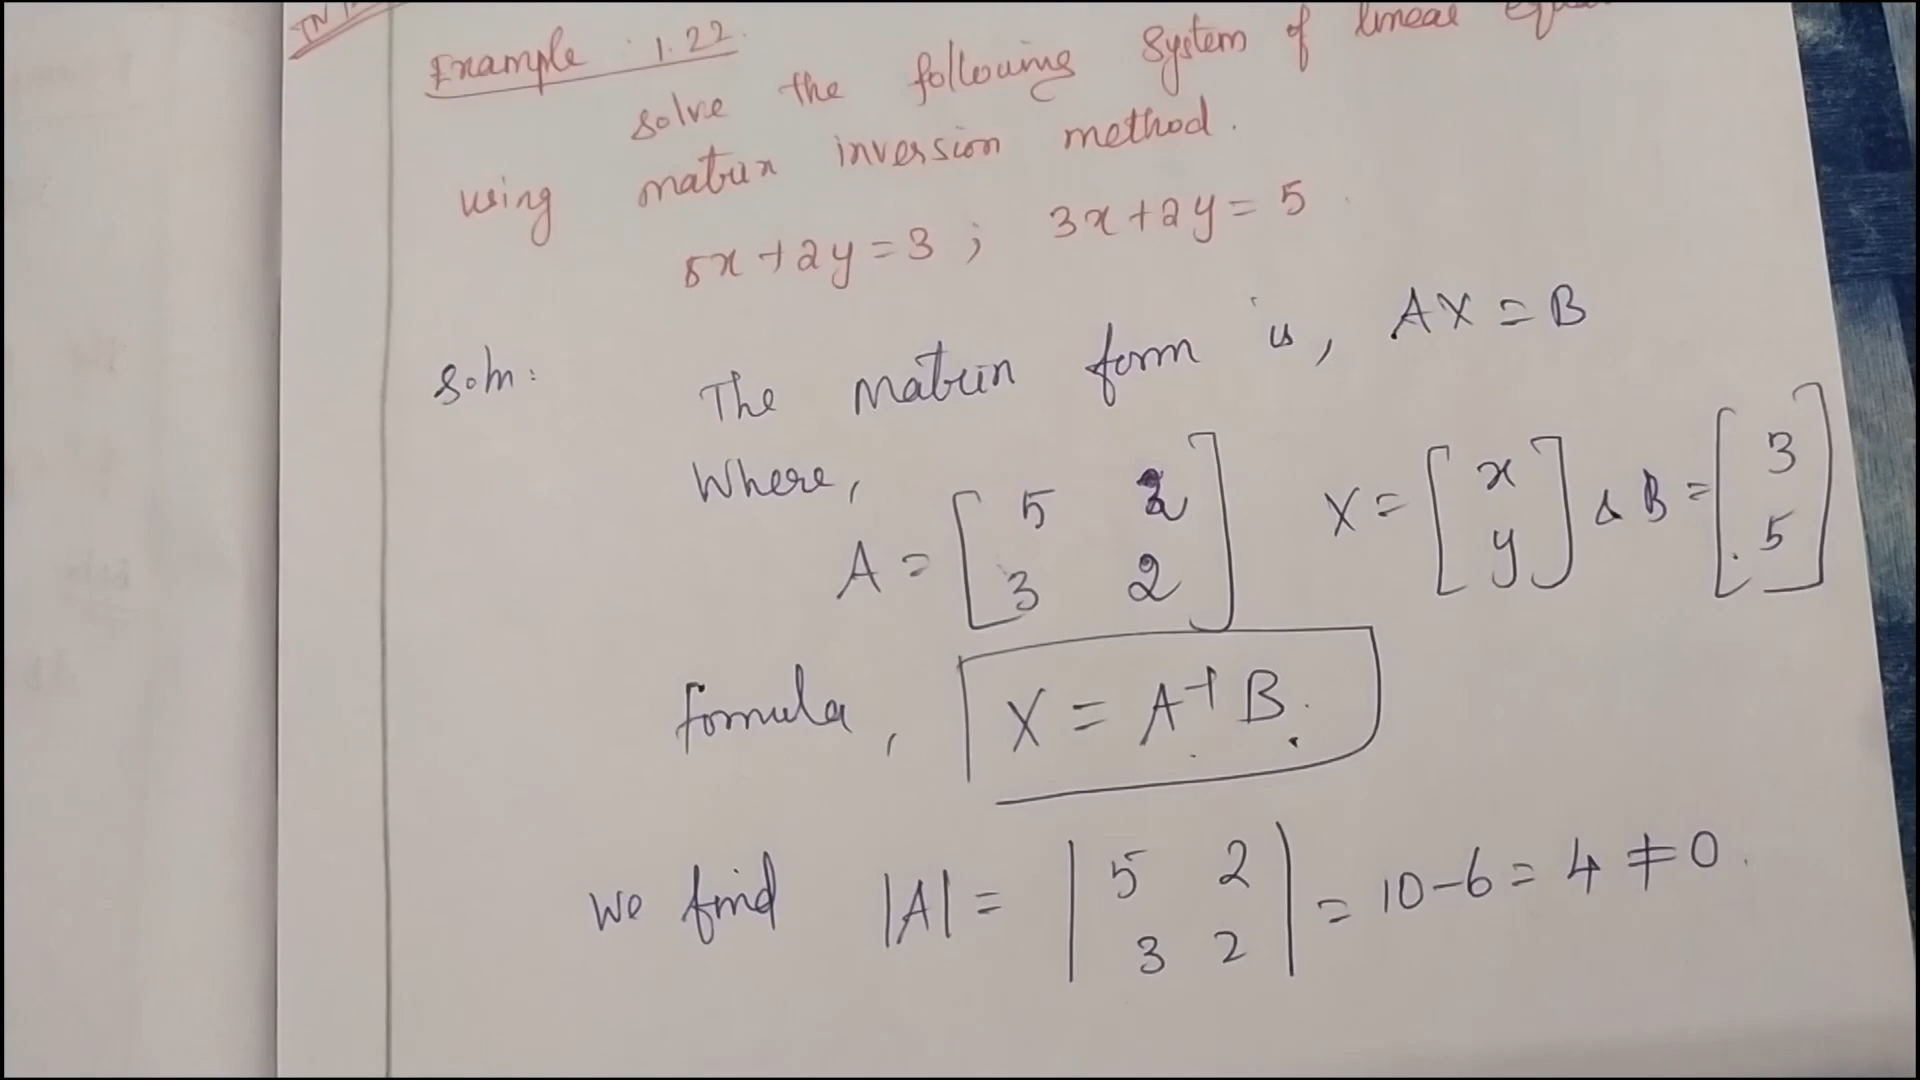 Example 1.22.
solve the following system of linear
using matrix inversion method.
5x+2y=3 ; 3x+2y=5
Soln:
The matrix form is, AX=B
Where,
A = [5 2; 3 2] X = [x; y] & B = [3; 5]
formula, X = A⁻¹ B.
We find |A| = |5 2; 3 2| = 10-6 = 4 ≠ 0.